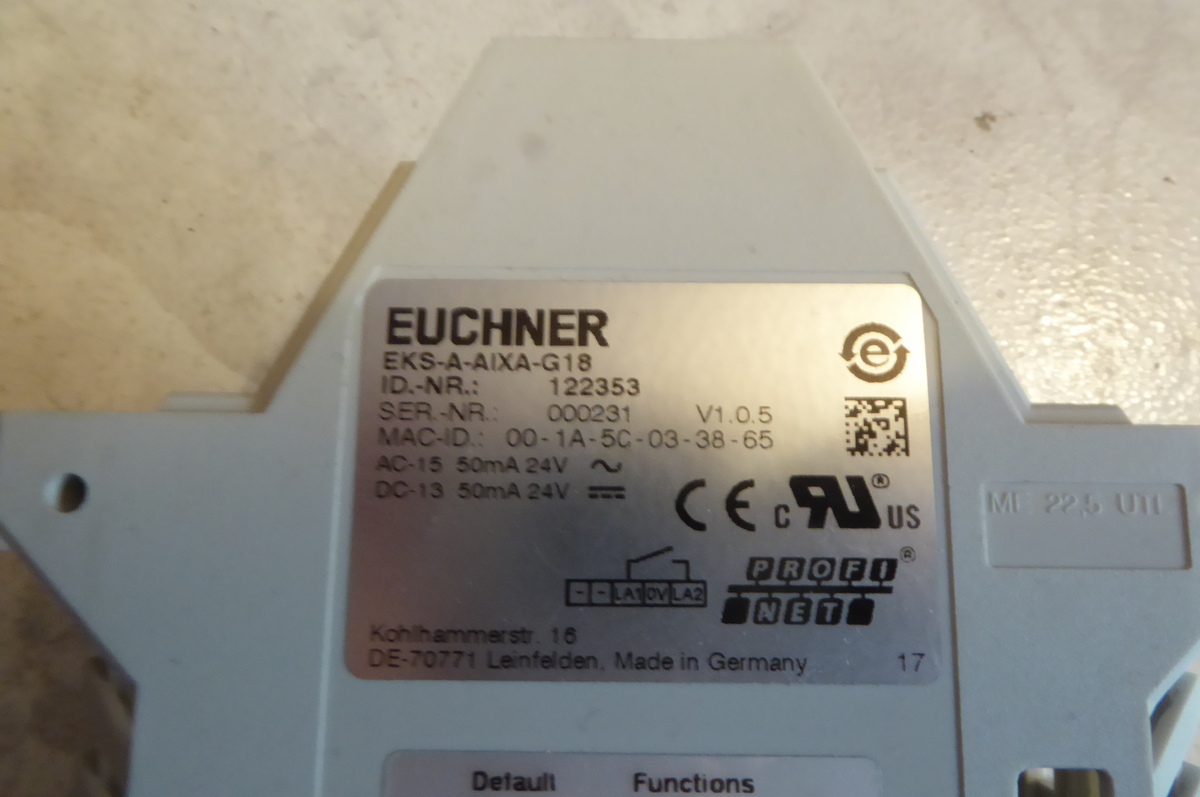 EUCHNER
EKS-A-AIXA-G18
ID.-NR.: 122353
SER.-NR.: 000231 V1.0.5
MAC-ID.: 00-1A-5C-03-38-65
AC-15 50mA 24V ~
DC-13 50mA 24V ⎓
e
CE c RU ® US
- - LA1 0V LA2
PROFI ®
NET
Kohlhammerstr. 16
DE-70771 Leinfelden, Made in Germany 17
22,5
Default Functions